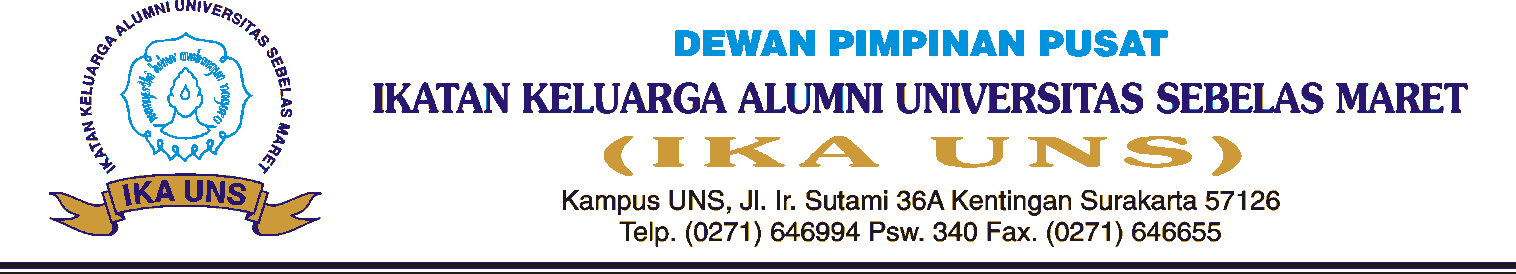 IKATAN KELUARGA ALUMNI UNIVERSITAS SEBELAS MARET
IKA UNS
DEWAN PIMPINAN PUSAT
IKATAN KELUARGA ALUMNI UNIVERSITAS SEBELAS MARET
(IKA UNS)
Kampus UNS, Jl. Ir. Sutami 36A Kentingan Surakarta 57126
Telp. (0271) 646994 Psw. 340 Fax. (0271) 646655